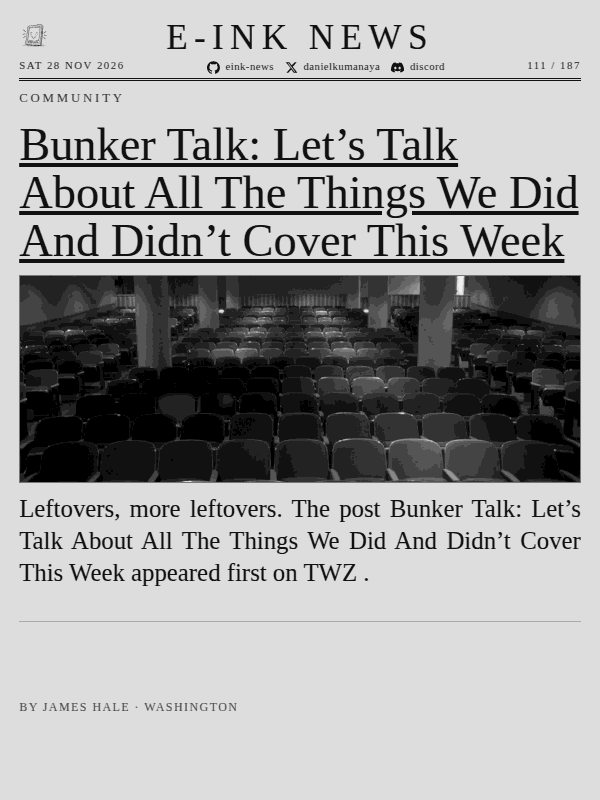 E-INK NEWS
SAT 28 NOV 2026
eink-news danielkumanaya discord
111 / 187
COMMUNITY
Bunker Talk: Let’s Talk
About All The Things We Did
And Didn’t Cover This Week
Leftovers, more leftovers. The post Bunker Talk: Let’s
Talk About All The Things We Did And Didn’t Cover
This Week appeared first on TWZ .
BY JAMES HALE · WASHINGTON